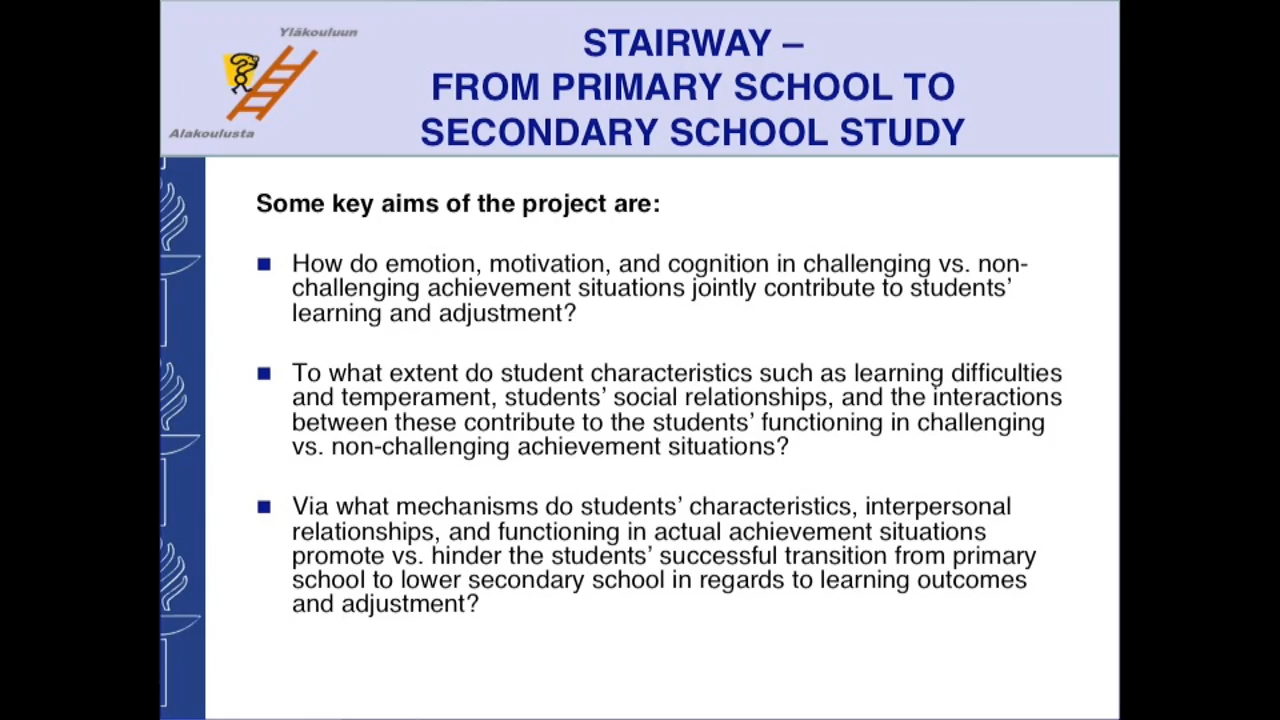 Yläkouluun
Alakoulusta
STAIRWAY –
FROM PRIMARY SCHOOL TO
SECONDARY SCHOOL STUDY
Some key aims of the project are:
■ How do emotion, motivation, and cognition in challenging vs. non-
challenging achievement situations jointly contribute to students’
learning and adjustment?
■ To what extent do student characteristics such as learning difficulties
and temperament, students’ social relationships, and the interactions
between these contribute to the students’ functioning in challenging
vs. non-challenging achievement situations?
■ Via what mechanisms do students’ characteristics, interpersonal
relationships, and functioning in actual achievement situations
promote vs. hinder the students’ successful transition from primary
school to lower secondary school in regards to learning outcomes
and adjustment?